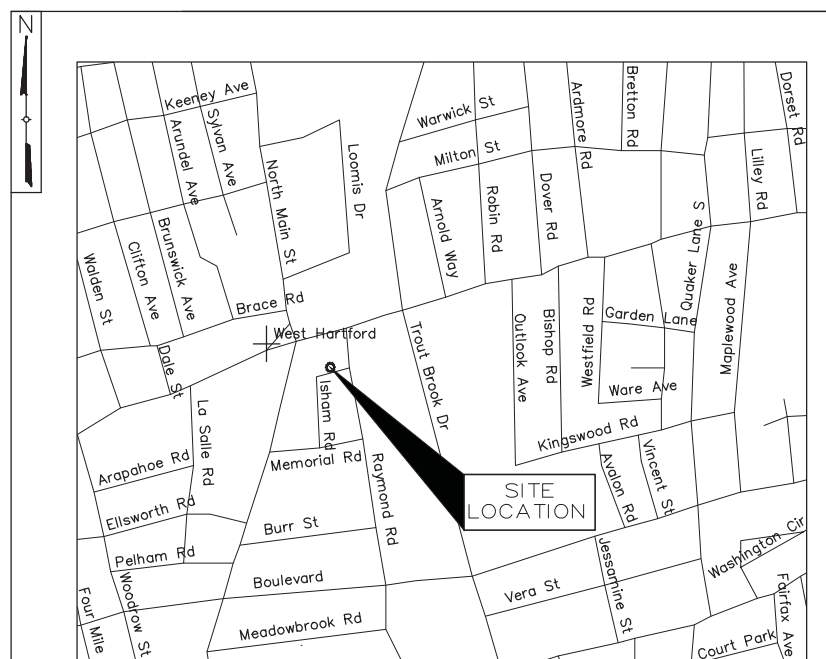 N
Keeney Ave
Sylvan Ave
Arundel Ave
North Main St
Loomis Dr
Warwick St
Milton St
Ardmore Rd
Bretton Rd
Dorset Rd
Lilley Rd
Arnold Way
Robin Rd
Dover Rd
Quaker Lane S
Walden St
Clifton Ave
Brunswick Ave
Brace Rd
West Hartford
Dale St
La Salle Rd
Isham Rd
Trout Brook Dr
Outlook Ave
Bishop Rd
Westfield Rd
Garden Lane
Maplewood Ave
Ware Ave
Kingswood Rd
Arapahoe Rd
Memorial Rd
Raymond Rd
SITE
LOCATION
Avalon Rd
Vincent St
Ellsworth Rd
Burr St
Pelham Rd
Boulevard
Woodrow St
Four Mile
Meadowbrook Rd
Vera St
Jessamine St
Washington Cir
Fairfax Ave
Court Park